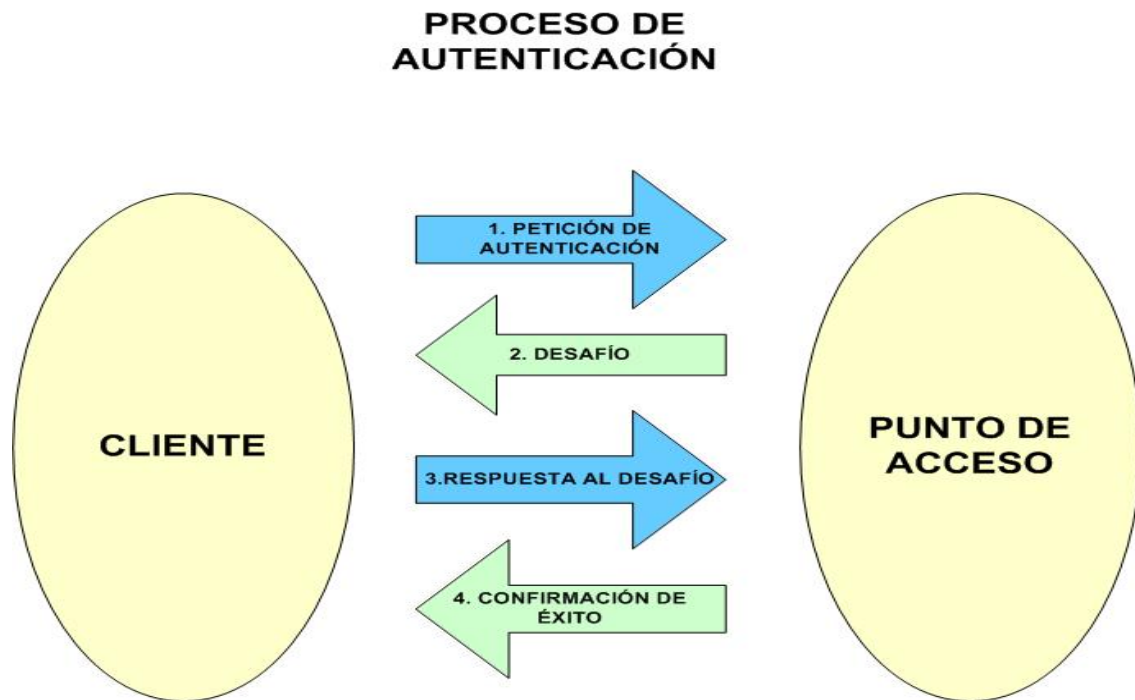 PROCESO DE
AUTENTICACIÓN
1. PETICIÓN DE
AUTENTICACIÓN
2. DESAFÍO
CLIENTE
PUNTO DE
ACCESO
3.RESPUESTA AL DESAFÍO
4. CONFIRMACIÓN DE
ÉXITO